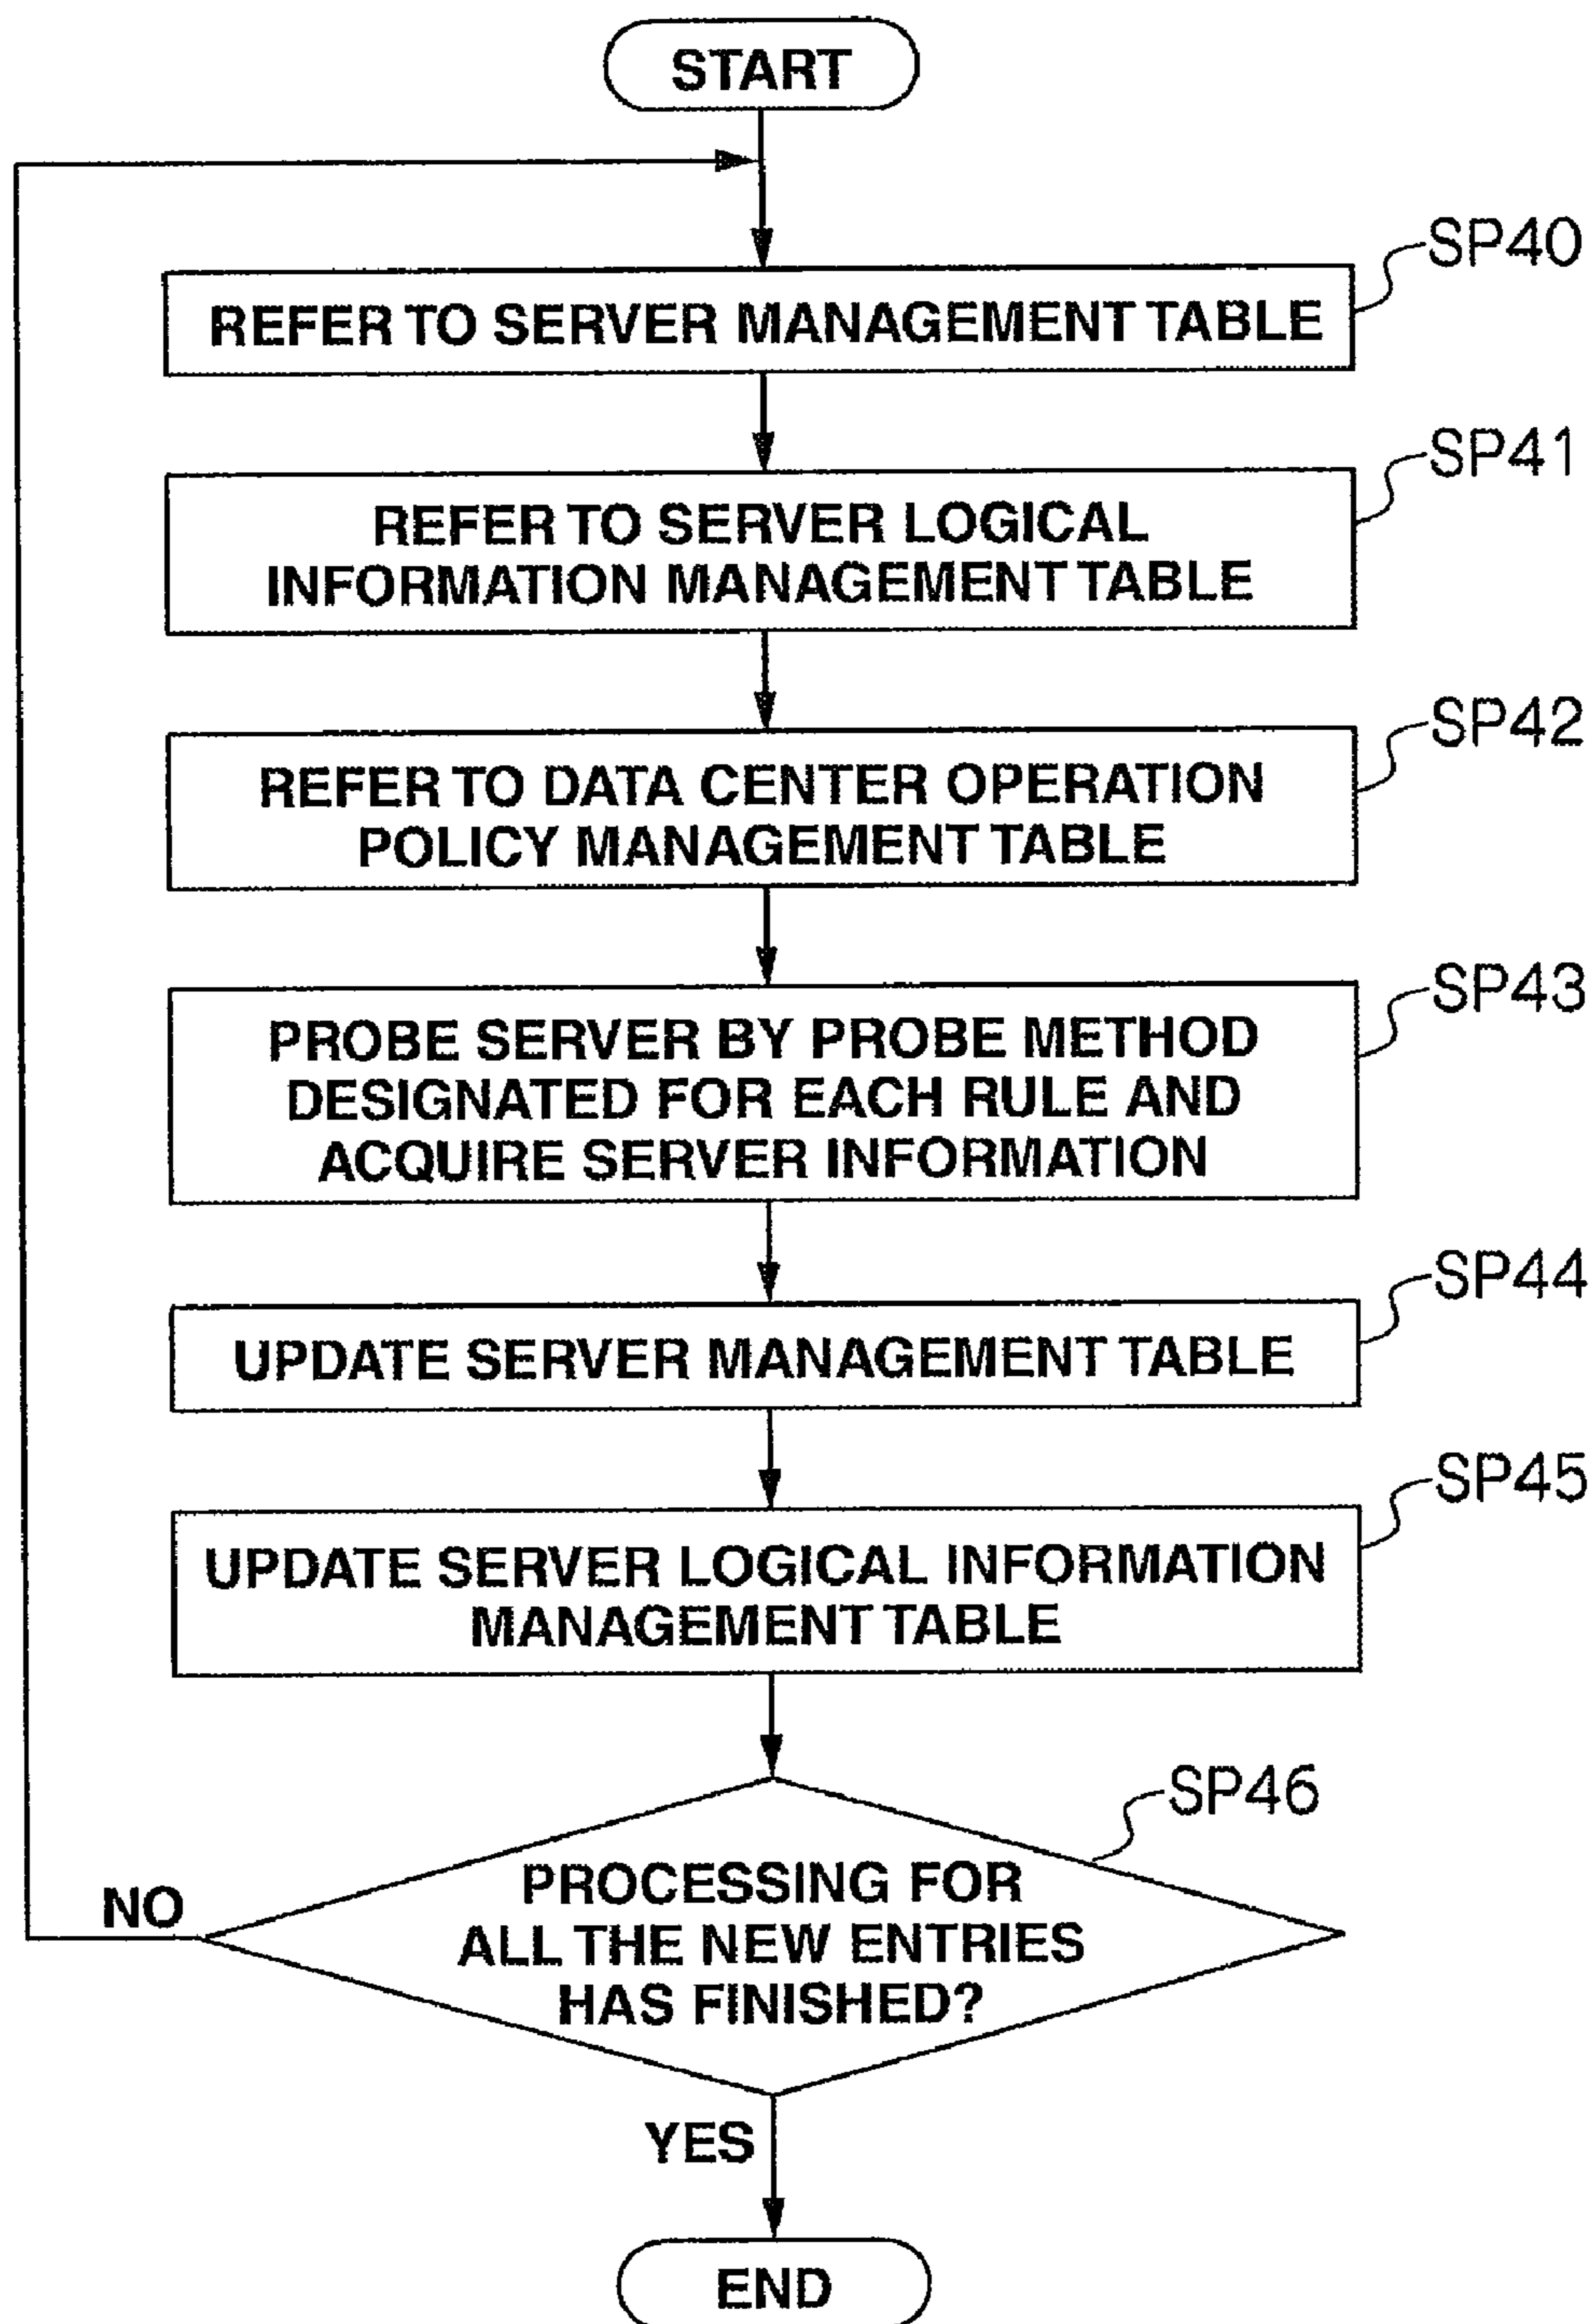 START
SP40
REFER TO SERVER MANAGEMENT TABLE
SP41
REFER TO SERVER LOGICAL
INFORMATION MANAGEMENT TABLE
SP42
REFER TO DATA CENTER OPERATION
POLICY MANAGEMENT TABLE
SP43
PROBE SERVER BY PROBE METHOD
DESIGNATED FOR EACH RULE AND
ACQUIRE SERVER INFORMATION
SP44
UPDATE SERVER MANAGEMENT TABLE
SP45
UPDATE SERVER LOGICAL INFORMATION
MANAGEMENT TABLE
SP46
PROCESSING FOR
ALL THE NEW ENTRIES
HAS FINISHED?
NO
YES
END